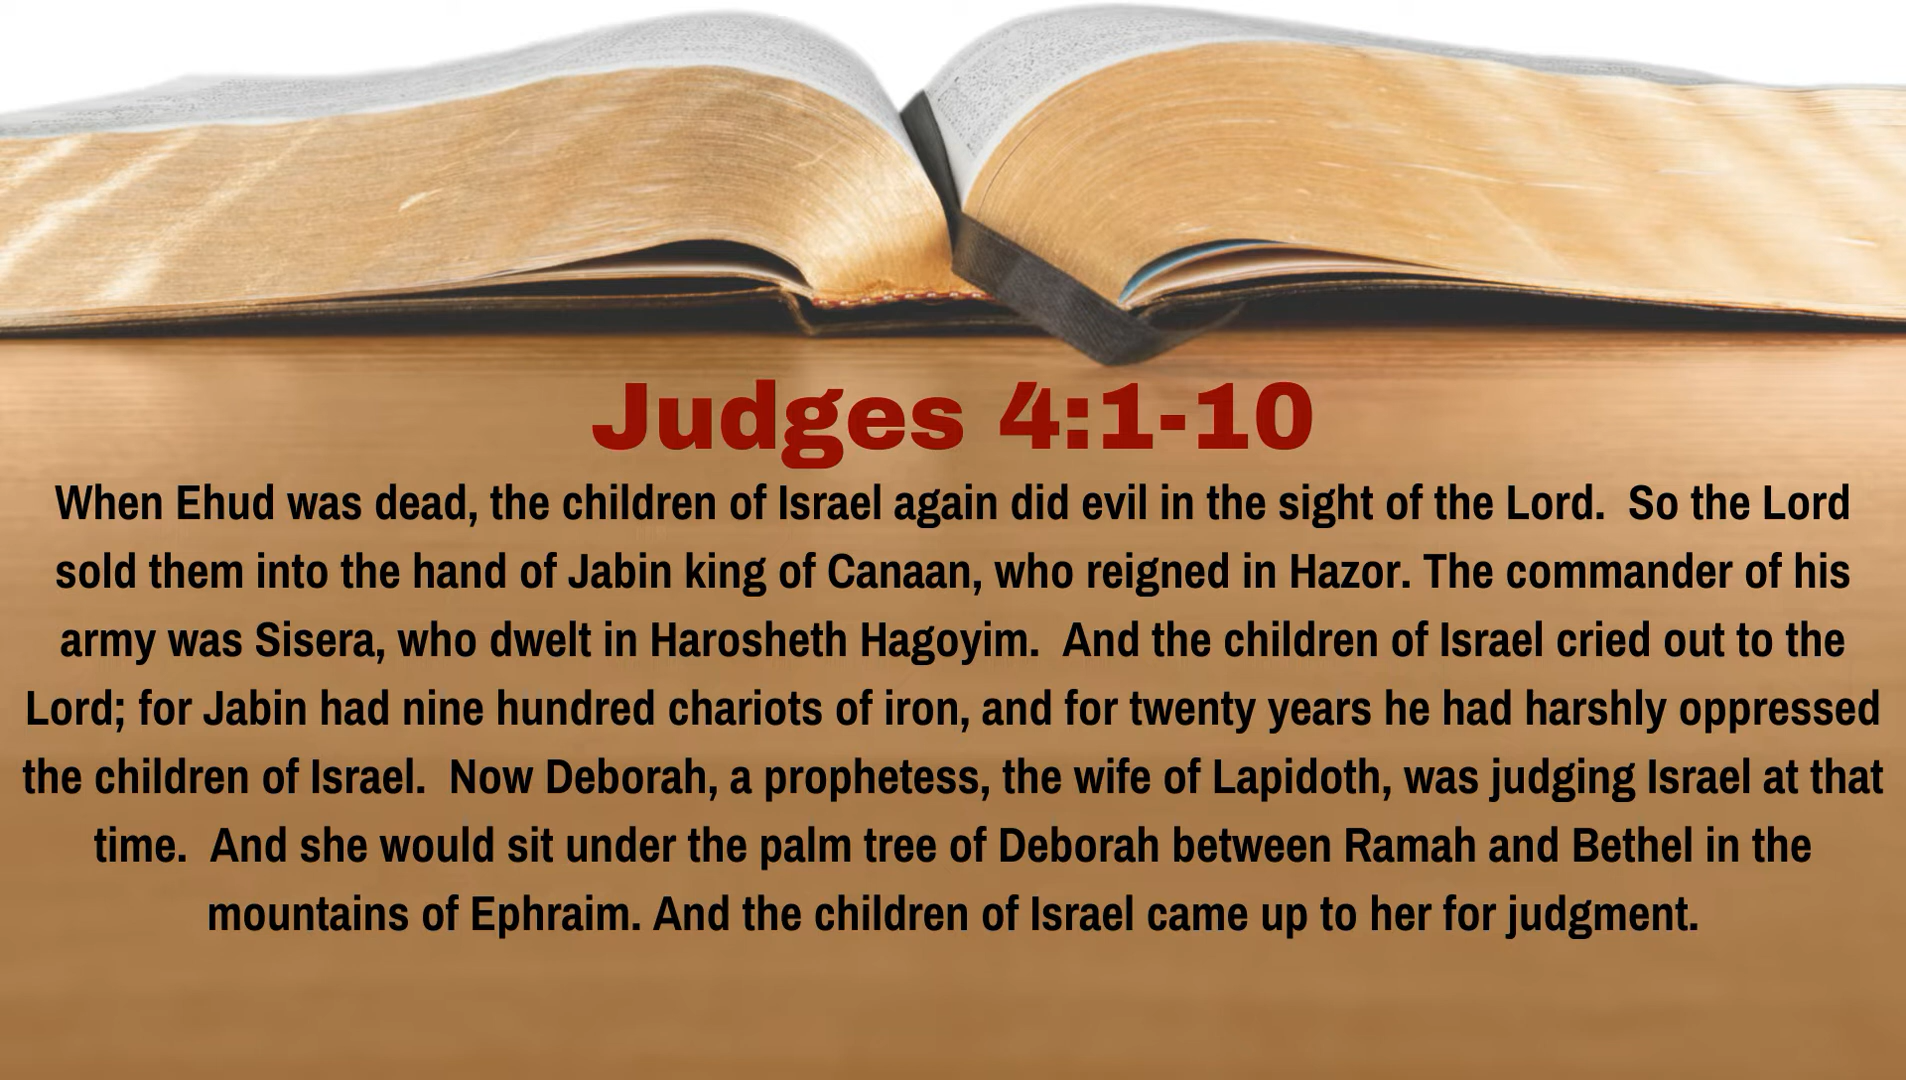 Judges 4:1-10
When Ehud was dead, the children of Israel again did evil in the sight of the Lord.  So the Lord
sold them into the hand of Jabin king of Canaan, who reigned in Hazor. The commander of his
army was Sisera, who dwelt in Harosheth Hagoyim.  And the children of Israel cried out to the
Lord; for Jabin had nine hundred chariots of iron, and for twenty years he had harshly oppressed
the children of Israel.  Now Deborah, a prophetess, the wife of Lapidoth, was judging Israel at that
time.  And she would sit under the palm tree of Deborah between Ramah and Bethel in the
mountains of Ephraim. And the children of Israel came up to her for judgment.